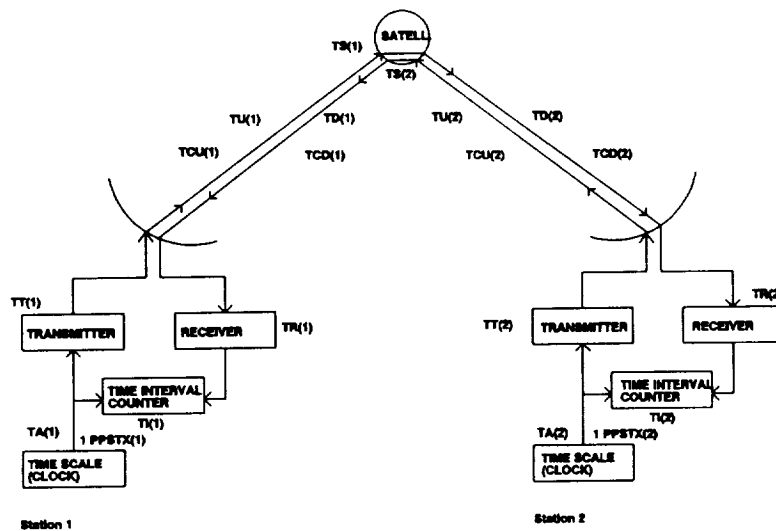 SATELL.
TS(1)
TS(2)
TU(1)
TD(1)
TU(2)
TD(2)
TCU(1)
TCD(1)
TCU(2)
TCD(2)
TT(1)
TRANSMITTER
RECEIVER
TR(1)
TIME INTERVAL
COUNTER
TI(1)
TA(1)
1 PPSTX(1)
TIME SCALE
(CLOCK)
Station 1
TR(2
TT(2)
TRANSMITTER
RECEIVER
TIME INTERVAL
COUNTER
TI(2)
TA(2)
1 PPSTX(2)
TIME SCALE
(CLOCK)
Station 2